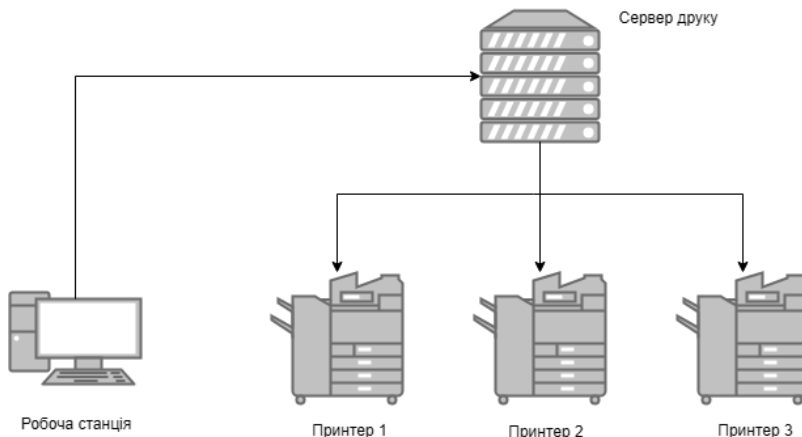 Сервер друку
Робоча станція
Принтер 1
Принтер 2
Принтер 3